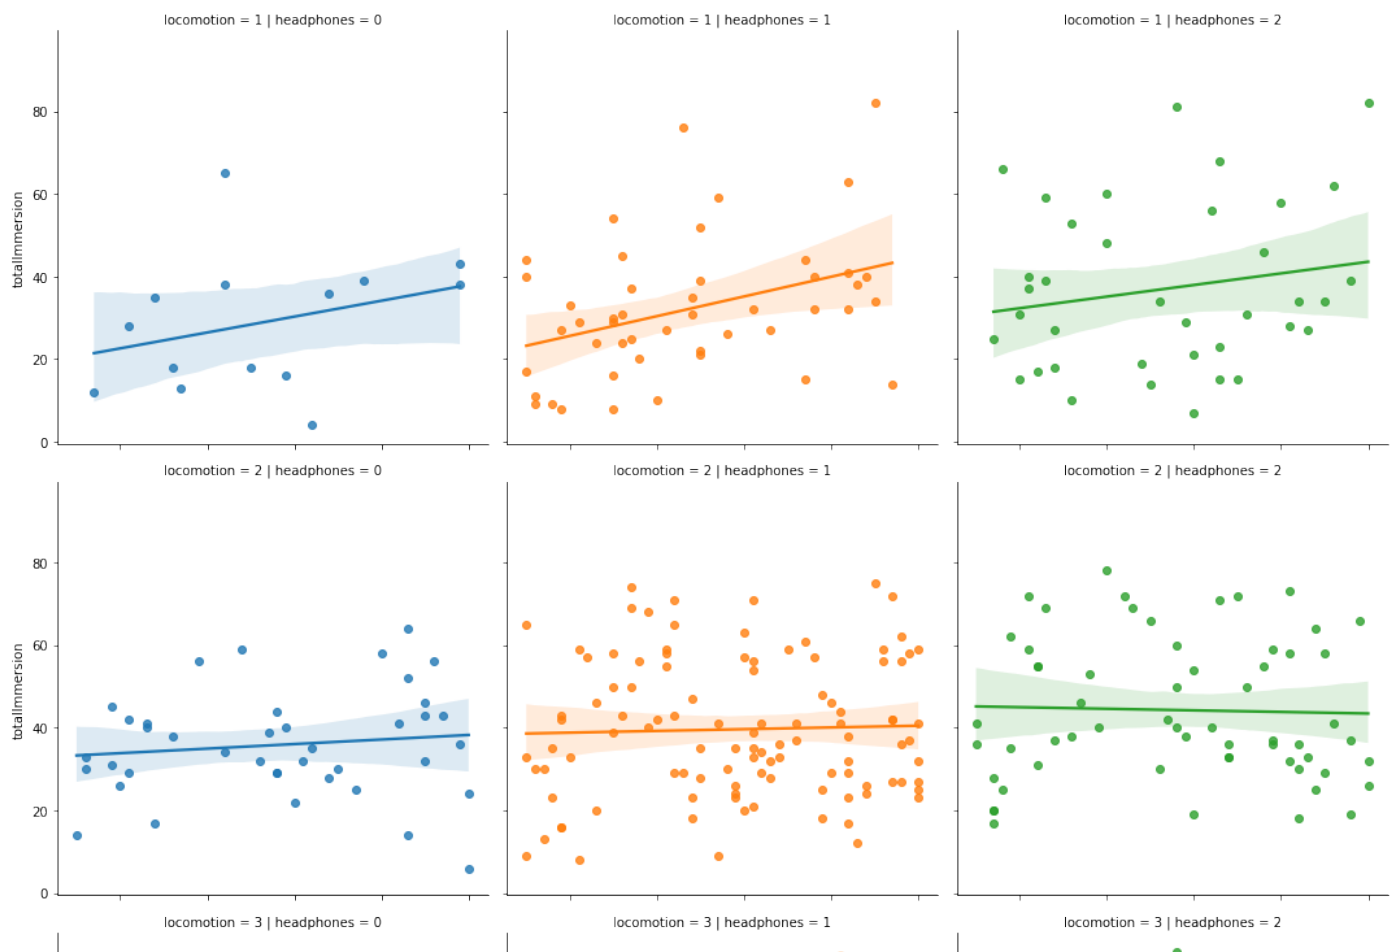 locomotion = 1 | headphones = 0
locomotion = 1 | headphones = 1
locomotion = 1 | headphones = 2
totalImmersion
80
60
40
20
0
locomotion = 2 | headphones = 0
locomotion = 2 | headphones = 1
locomotion = 2 | headphones = 2
totalImmersion
80
60
40
20
0
locomotion = 3 | headphones = 0
locomotion = 3 | headphones = 1
locomotion = 3 | headphones = 2